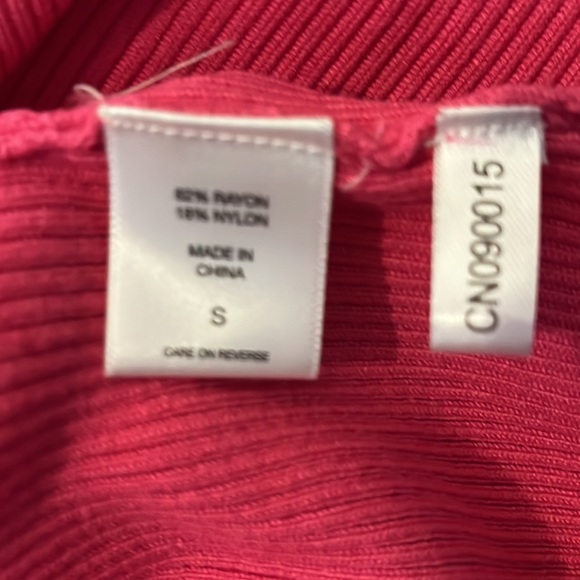 82% RAYON
18% NYLON
MADE IN
CHINA
S
CARE ON REVERSE
CN090015